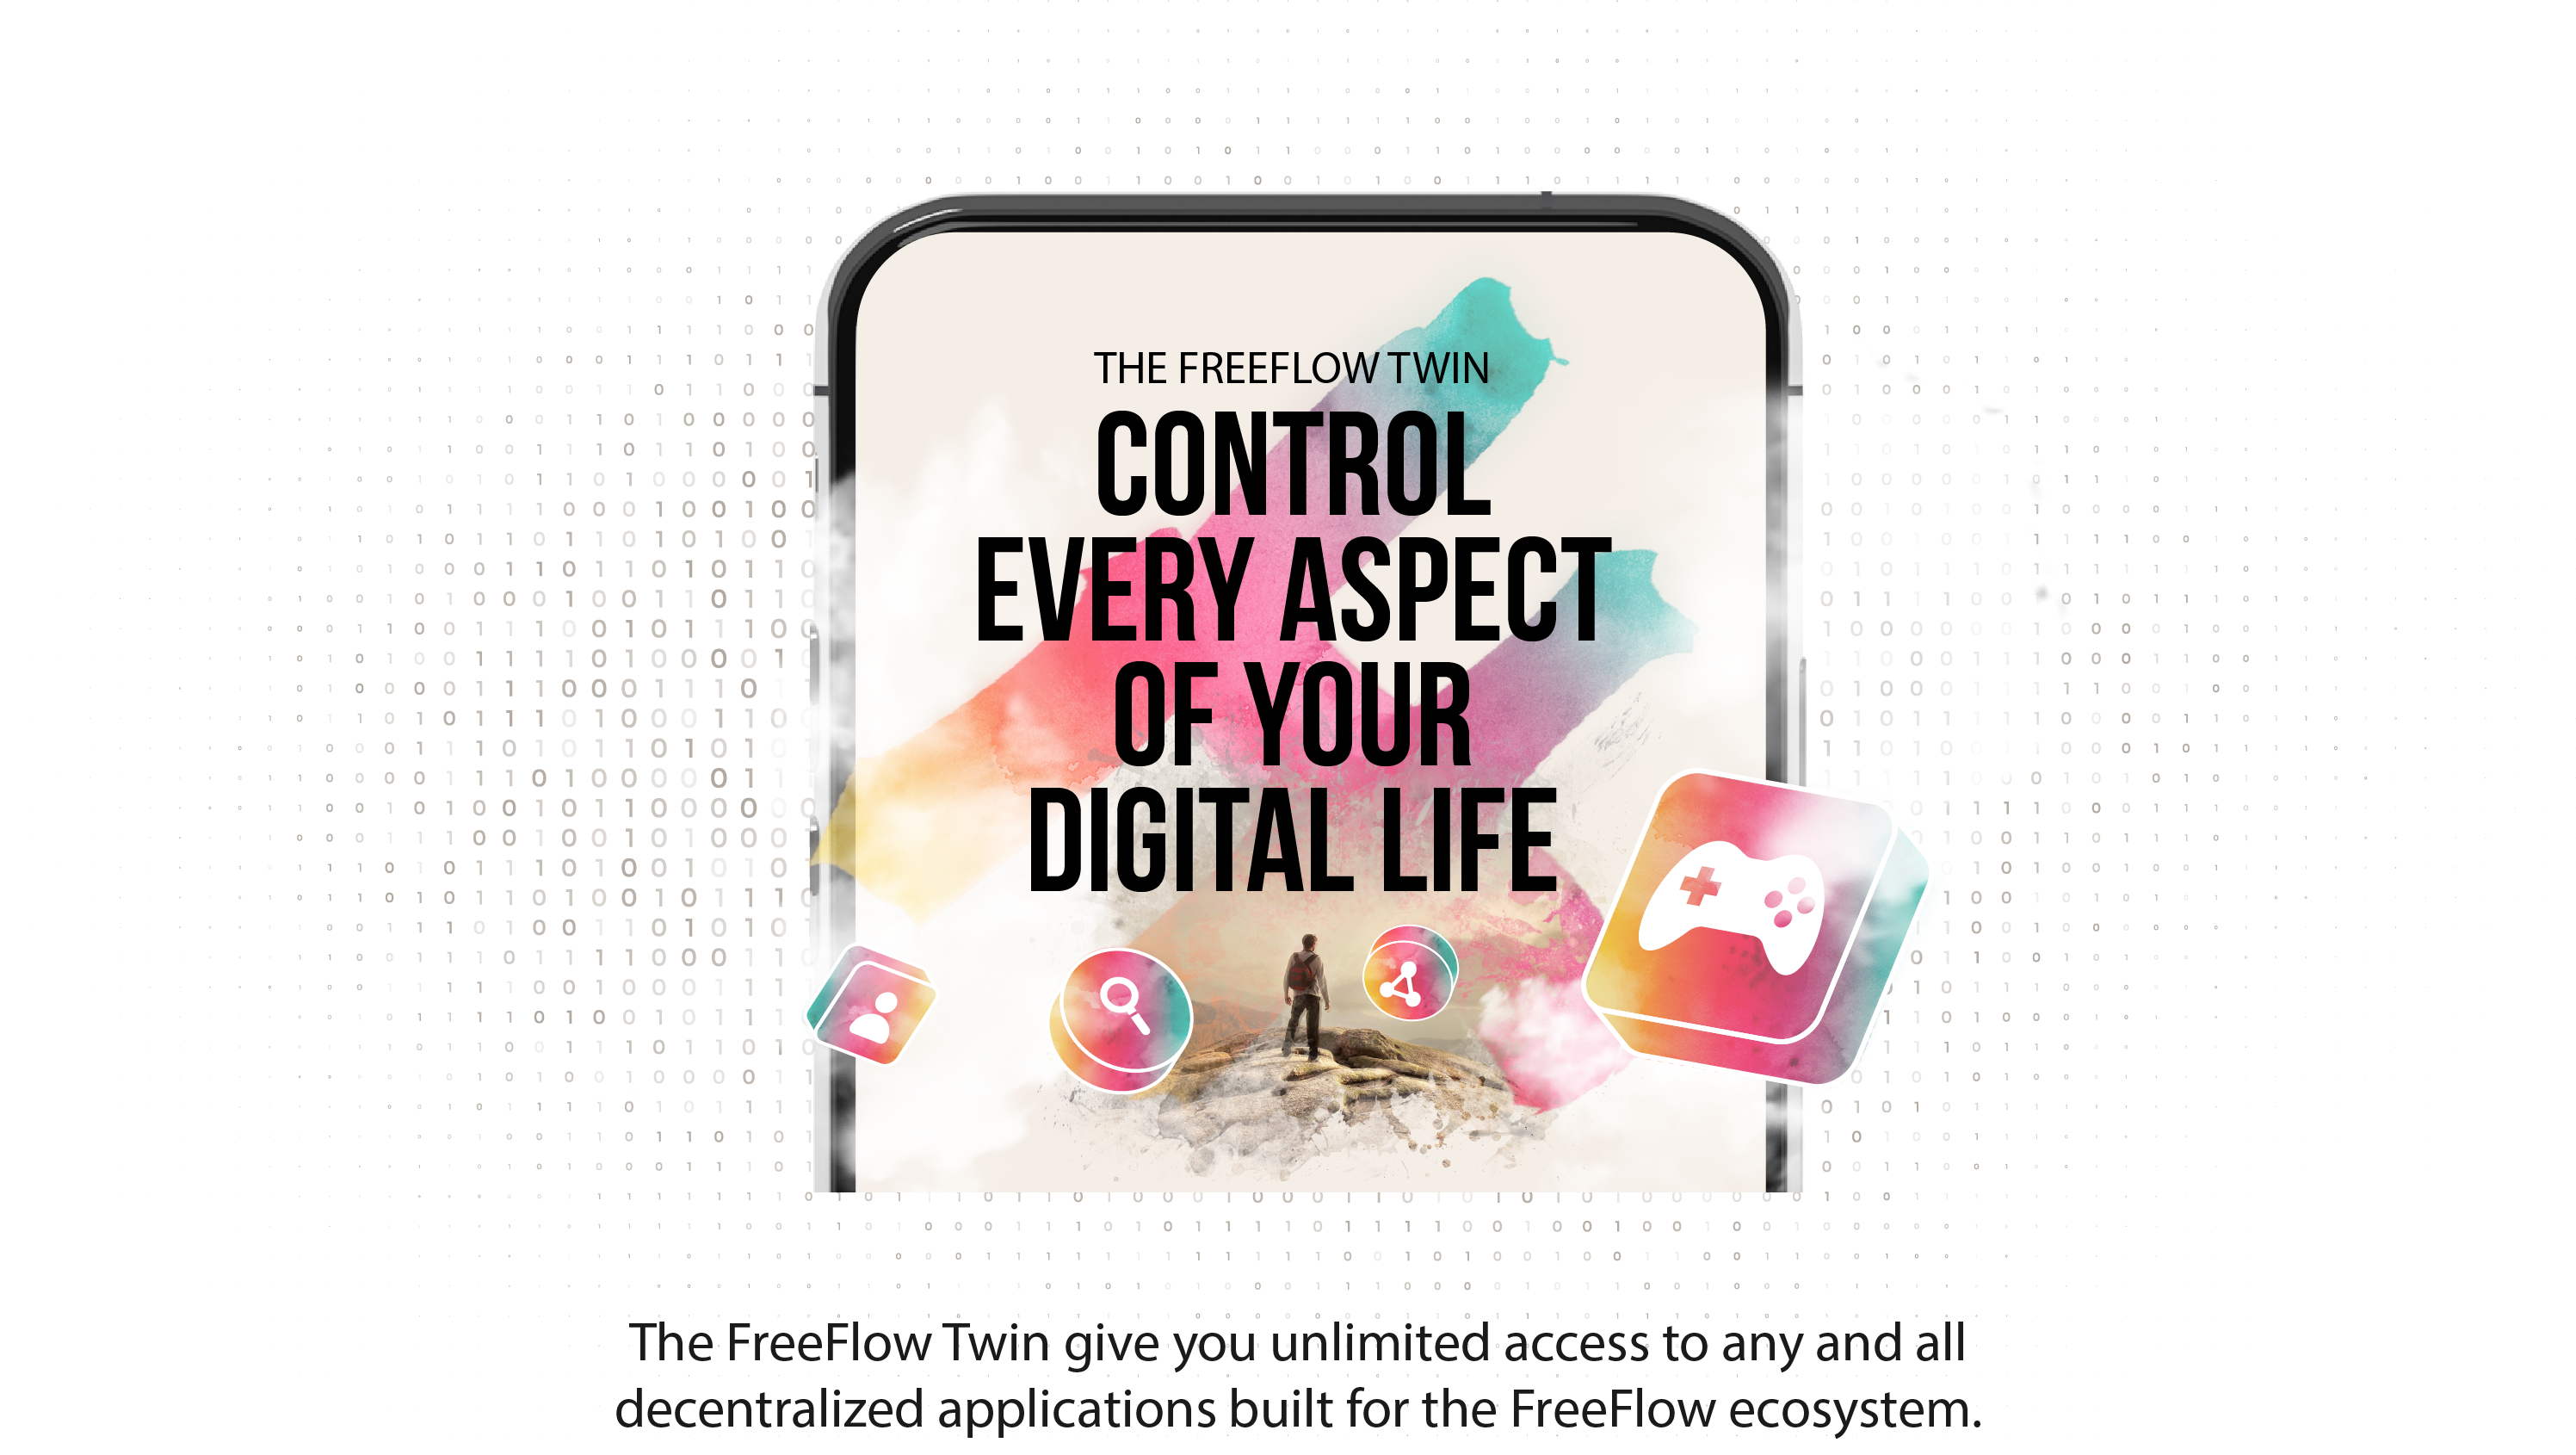 THE FREEFLOW TWIN
CONTROL
EVERY ASPECT
OF YOUR
DIGITAL LIFE
The FreeFlow Twin give you unlimited access to any and all
decentralized applications built for the FreeFlow ecosystem.